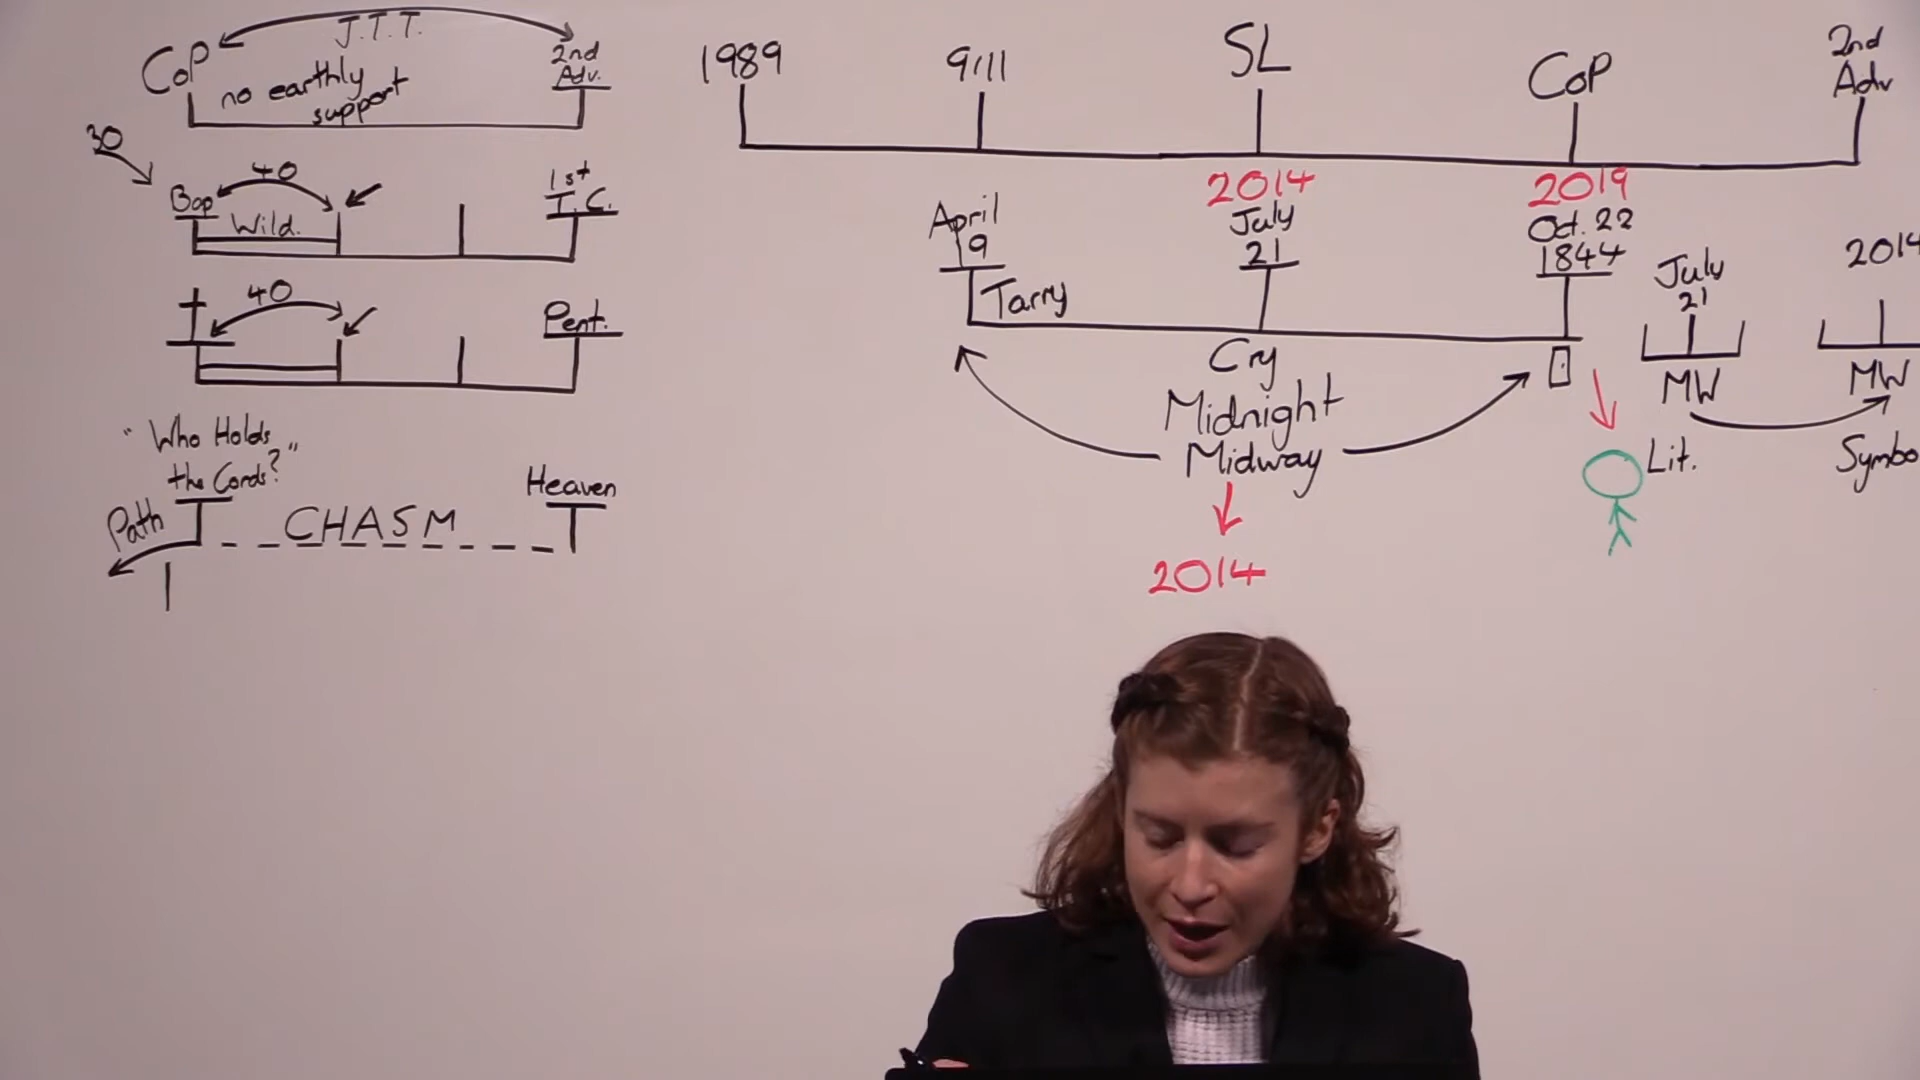 J.T.T.
CoP
2nd
Adv.
no earthly
support
30
40
Bap
Wild.
1st
T.C.
40
Pent.
"Who Holds
the Cords?"
Path
CHASM
Heaven
1989
9/11
SL
CoP
2nd
Adv
2014
2019
April
9
July
21
Oct. 22
1844
Tarry
Cry
Midnight
Midway
2014
July
21
MW
Lit.
2014
MW
Symbo